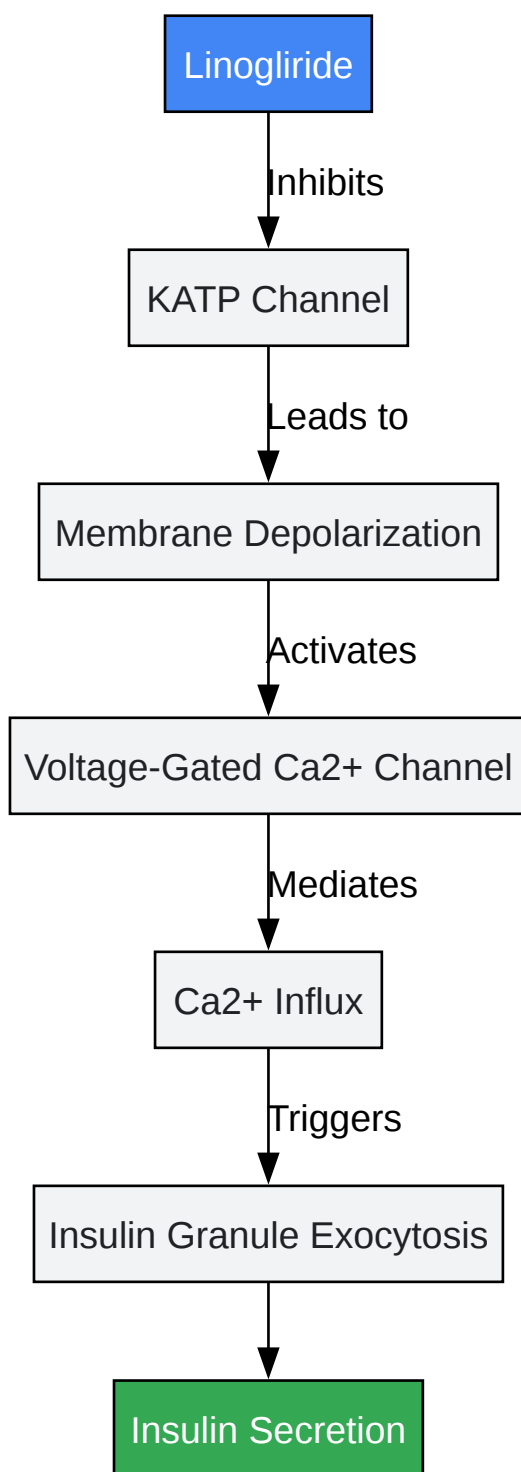 Linogliride
Inhibits
KATP Channel
Leads to
Membrane Depolarization
Activates
Voltage-Gated Ca2+ Channel
Mediates
Ca2+ Influx
Triggers
Insulin Granule Exocytosis
Insulin Secretion